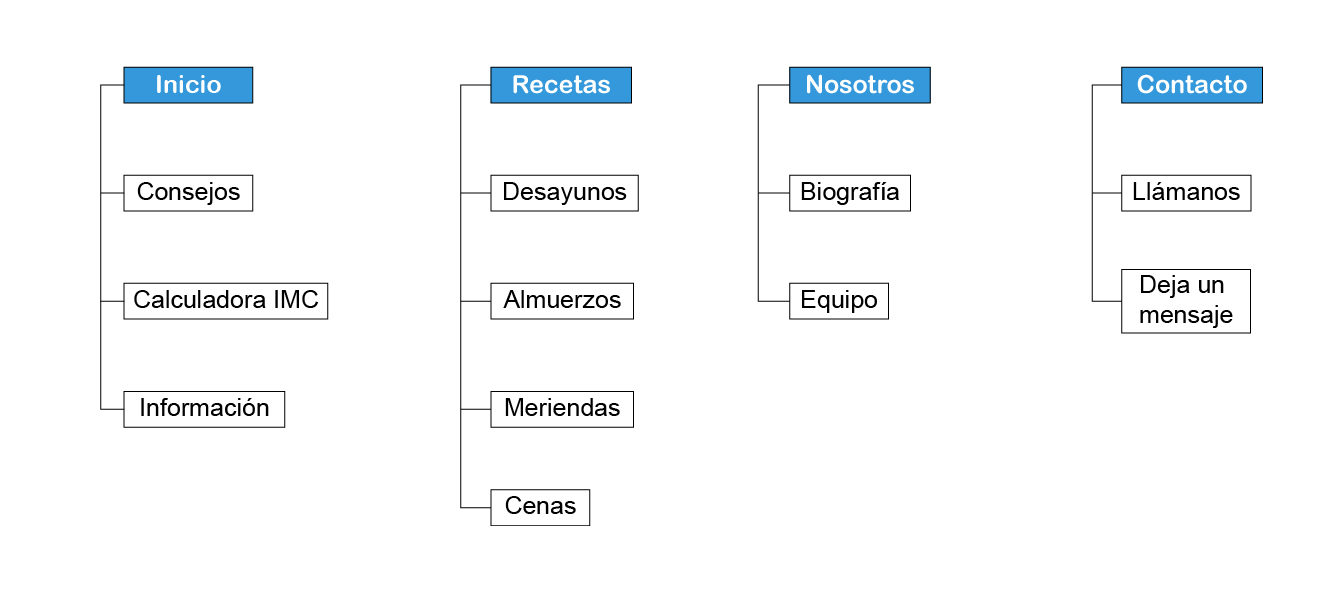 Inicio
Consejos
Calculadora IMC
Información
Recetas
Desayunos
Almuerzos
Meriendas
Cenas
Nosotros
Biografía
Equipo
Contacto
Llámanos
Deja un
mensaje